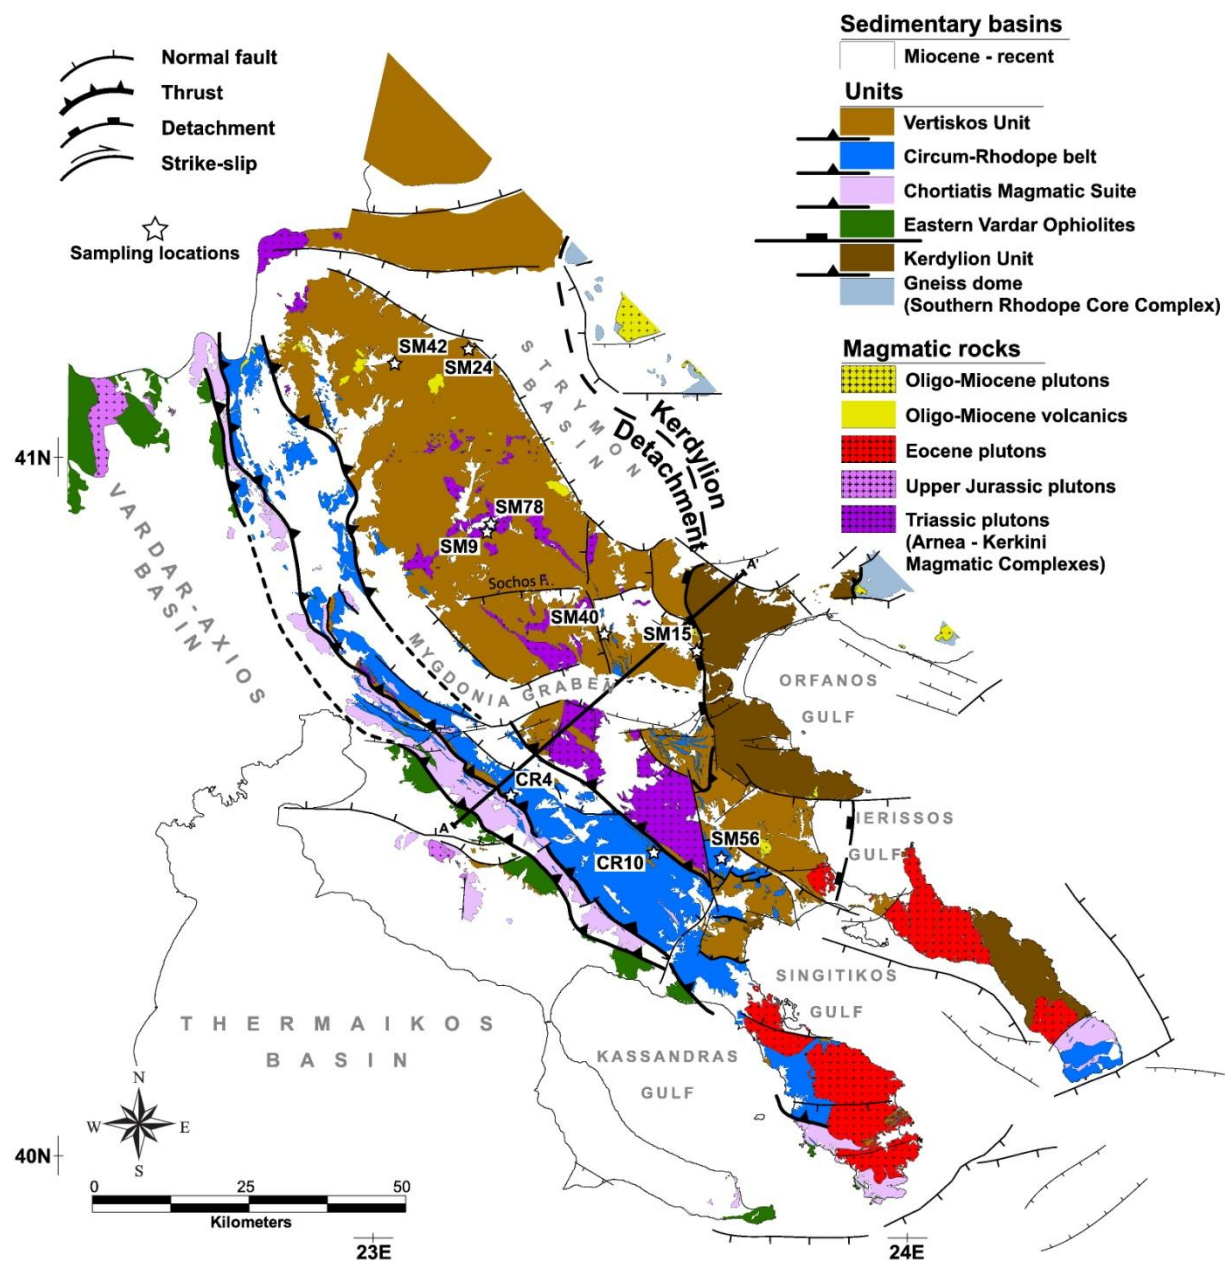 Normal fault
Thrust
Detachment
Strike-slip
Sampling locations
Sedimentary basins
Miocene - recent
Units
Vertiskos Unit
Circum-Rhodope belt
Chortiatis Magmatic Suite
Eastern Vardar Ophiolites
Kerdylion Unit
Gneiss dome
(Southern Rhodope Core Complex)
Magmatic rocks
Oligo-Miocene plutons
Oligo-Miocene volcanics
Eocene plutons
Upper Jurassic plutons
Triassic plutons
(Arnea - Kerkini
Magmatic Complexes)
SM42
SM24
STRYMON
BASIN
Kerdylion
Detachment
41N
VARDAR-AXIOS
BASIN
SM78
SM9
Sochos F.
A'
SM40
SM15
MYGDONIA GRABEN
ORFANOS
GULF
CR4
A
CR10
SM56
IERISSOS
GULF
SINGITIKOS
GULF
THERMAIKOS
BASIN
KASSANDRAS
GULF
N
W
E
S
40N
0
25
50
Kilometers
23E
24E